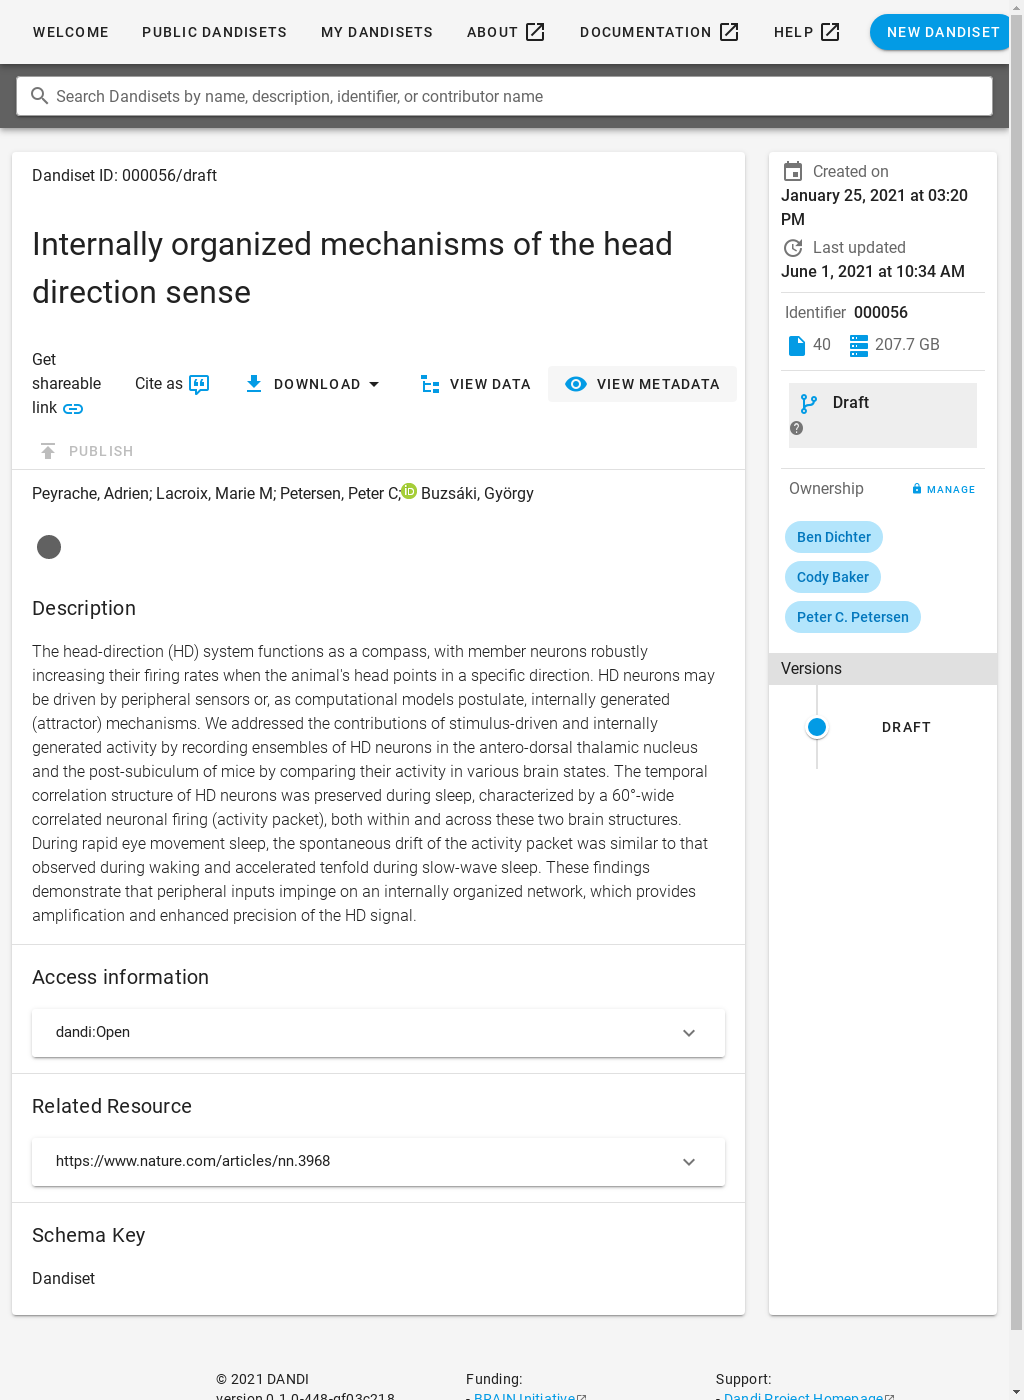 WELCOME PUBLIC DANDISETS MY DANDISETS ABOUT DOCUMENTATION HELP NEW DANDISET
Search Dandisets by name, description, identifier, or contributor name
Dandiset ID: 000056/draft
Internally organized mechanisms of the head
direction sense
Get
shareable
link
Cite as
DOWNLOAD
VIEW DATA
VIEW METADATA
PUBLISH
Peyrache, Adrien; Lacroix, Marie M; Petersen, Peter C; Buzsáki, György
Description
The head-direction (HD) system functions as a compass, with member neurons robustly
increasing their firing rates when the animal's head points in a specific direction. HD neurons may
be driven by peripheral sensors or, as computational models postulate, internally generated
(attractor) mechanisms. We addressed the contributions of stimulus-driven and internally
generated activity by recording ensembles of HD neurons in the antero-dorsal thalamic nucleus
and the post-subiculum of mice by comparing their activity in various brain states. The temporal
correlation structure of HD neurons was preserved during sleep, characterized by a 60°-wide
correlated neuronal firing (activity packet), both within and across these two brain structures.
During rapid eye movement sleep, the spontaneous drift of the activity packet was similar to that
observed during waking and accelerated tenfold during slow-wave sleep. These findings
demonstrate that peripheral inputs impinge on an internally organized network, which provides
amplification and enhanced precision of the HD signal.
Access information
dandi:Open
Related Resource
https://www.nature.com/articles/nn.3968
Schema Key
Dandiset
Created on
January 25, 2021 at 03:20
PM
Last updated
June 1, 2021 at 10:34 AM
Identifier 000056
40 207.7 GB
Draft
Ownership MANAGE
Ben Dichter
Cody Baker
Peter C. Petersen
Versions
DRAFT
© 2021 DANDI
version 0.1.0-448-gf03c218
Funding:
- BRAIN Initiative
Support:
- Dandi Project Homepage